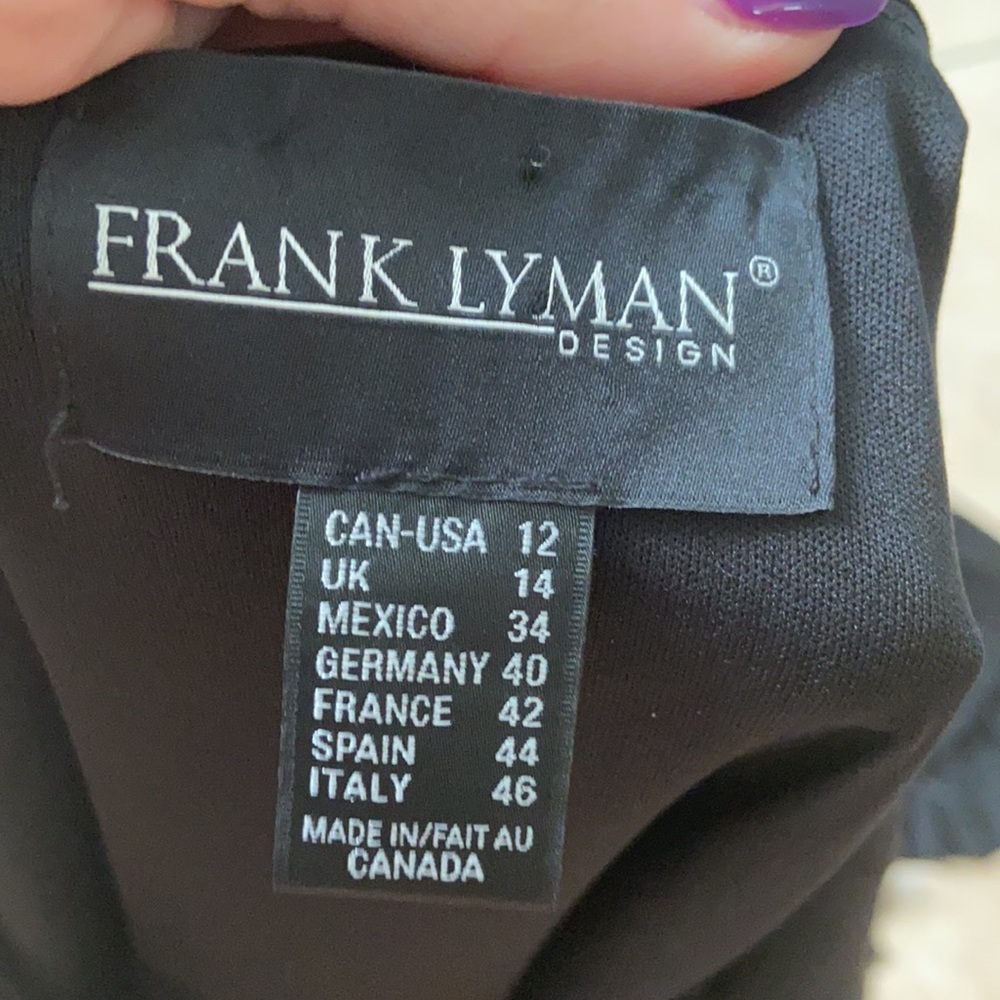 FRANK LYMAN®
DESIGN
CAN-USA 12
UK 14
MEXICO 34
GERMANY 40
FRANCE 42
SPAIN 44
ITALY 46
MADE IN/FAIT AU
CANADA